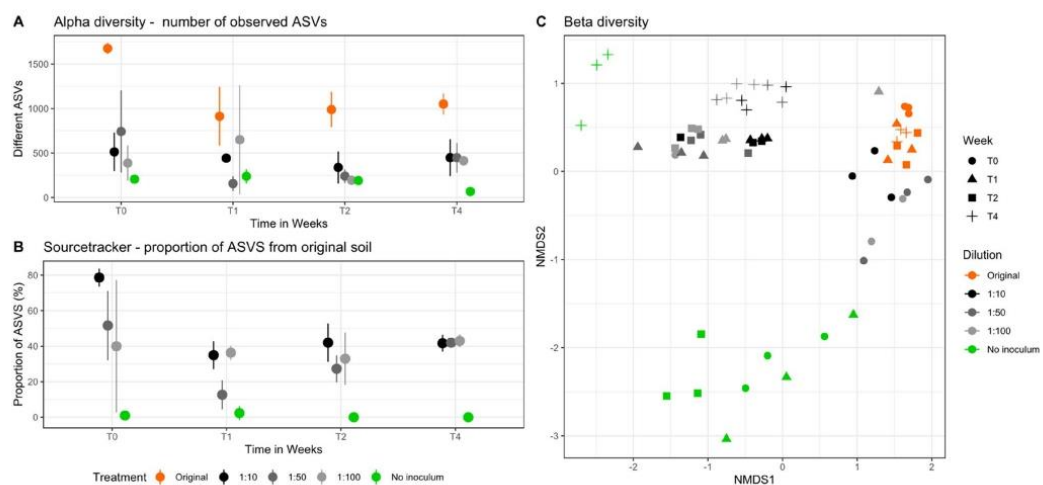 A Alpha diversity - number of observed ASVs
Different ASVs
1500
1000
500
0
T0 T1 T2 T4
Time in Weeks
B Sourcetracker - proportion of ASVS from original soil
Proportion of ASVS (%)
80
60
40
20
0
T0 T1 T2 T4
Time in Weeks
Treatment Original 1:10 1:50 1:100 No inoculum
C Beta diversity
NMDS2
1
0
-1
-2
-3
-2 -1 0 1 2
NMDS1
Week
T0
T1
T2
T4
Dilution
Original
1:10
1:50
1:100
No inoculum